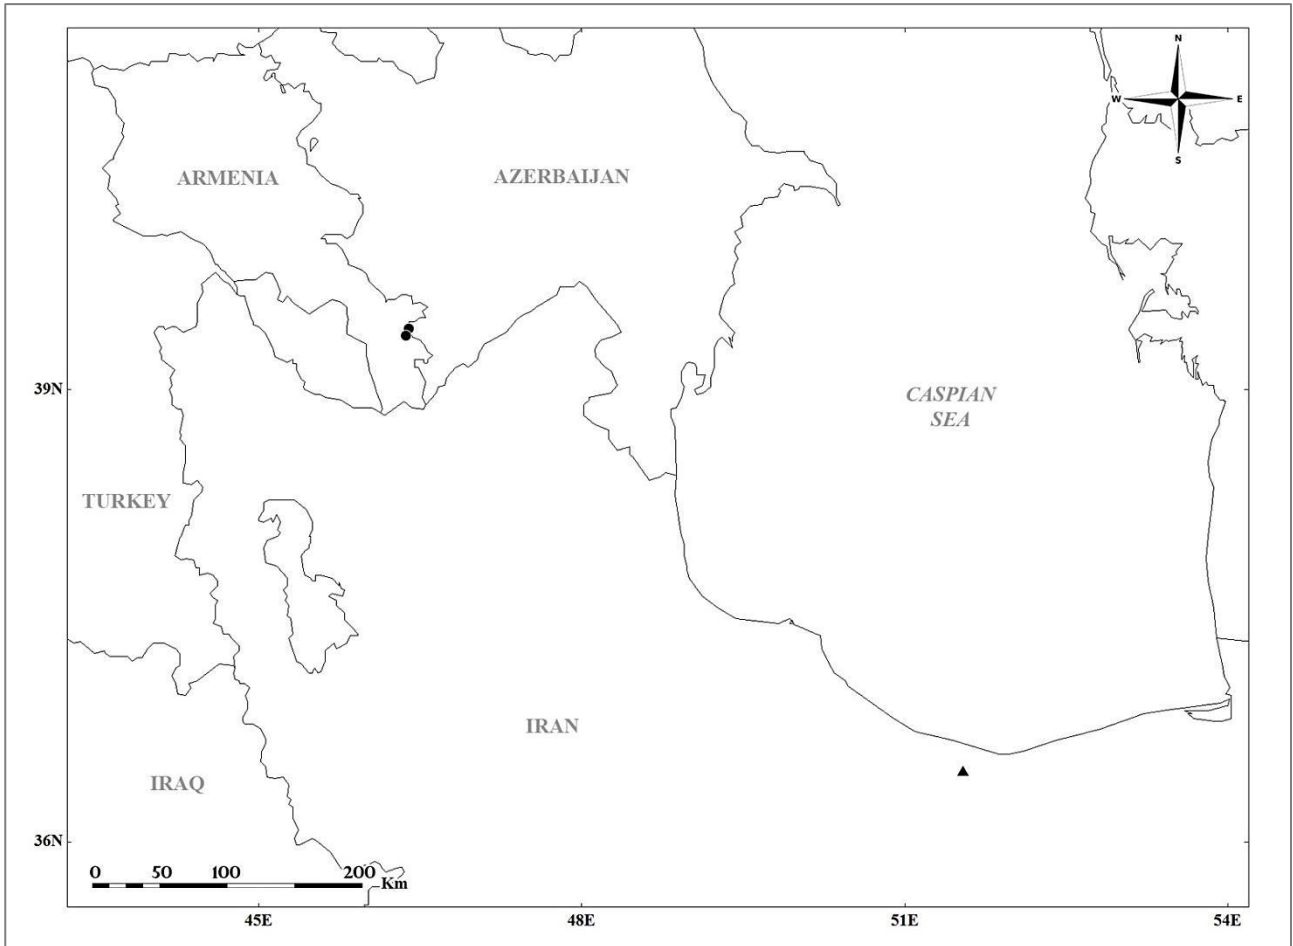 N
W
E
S
ARMENIA
AZERBAIJAN
39N
CASPIAN
SEA
TURKEY
IRAN
IRAQ
36N
0 50 100 200
Km
45E 48E 51E 54E